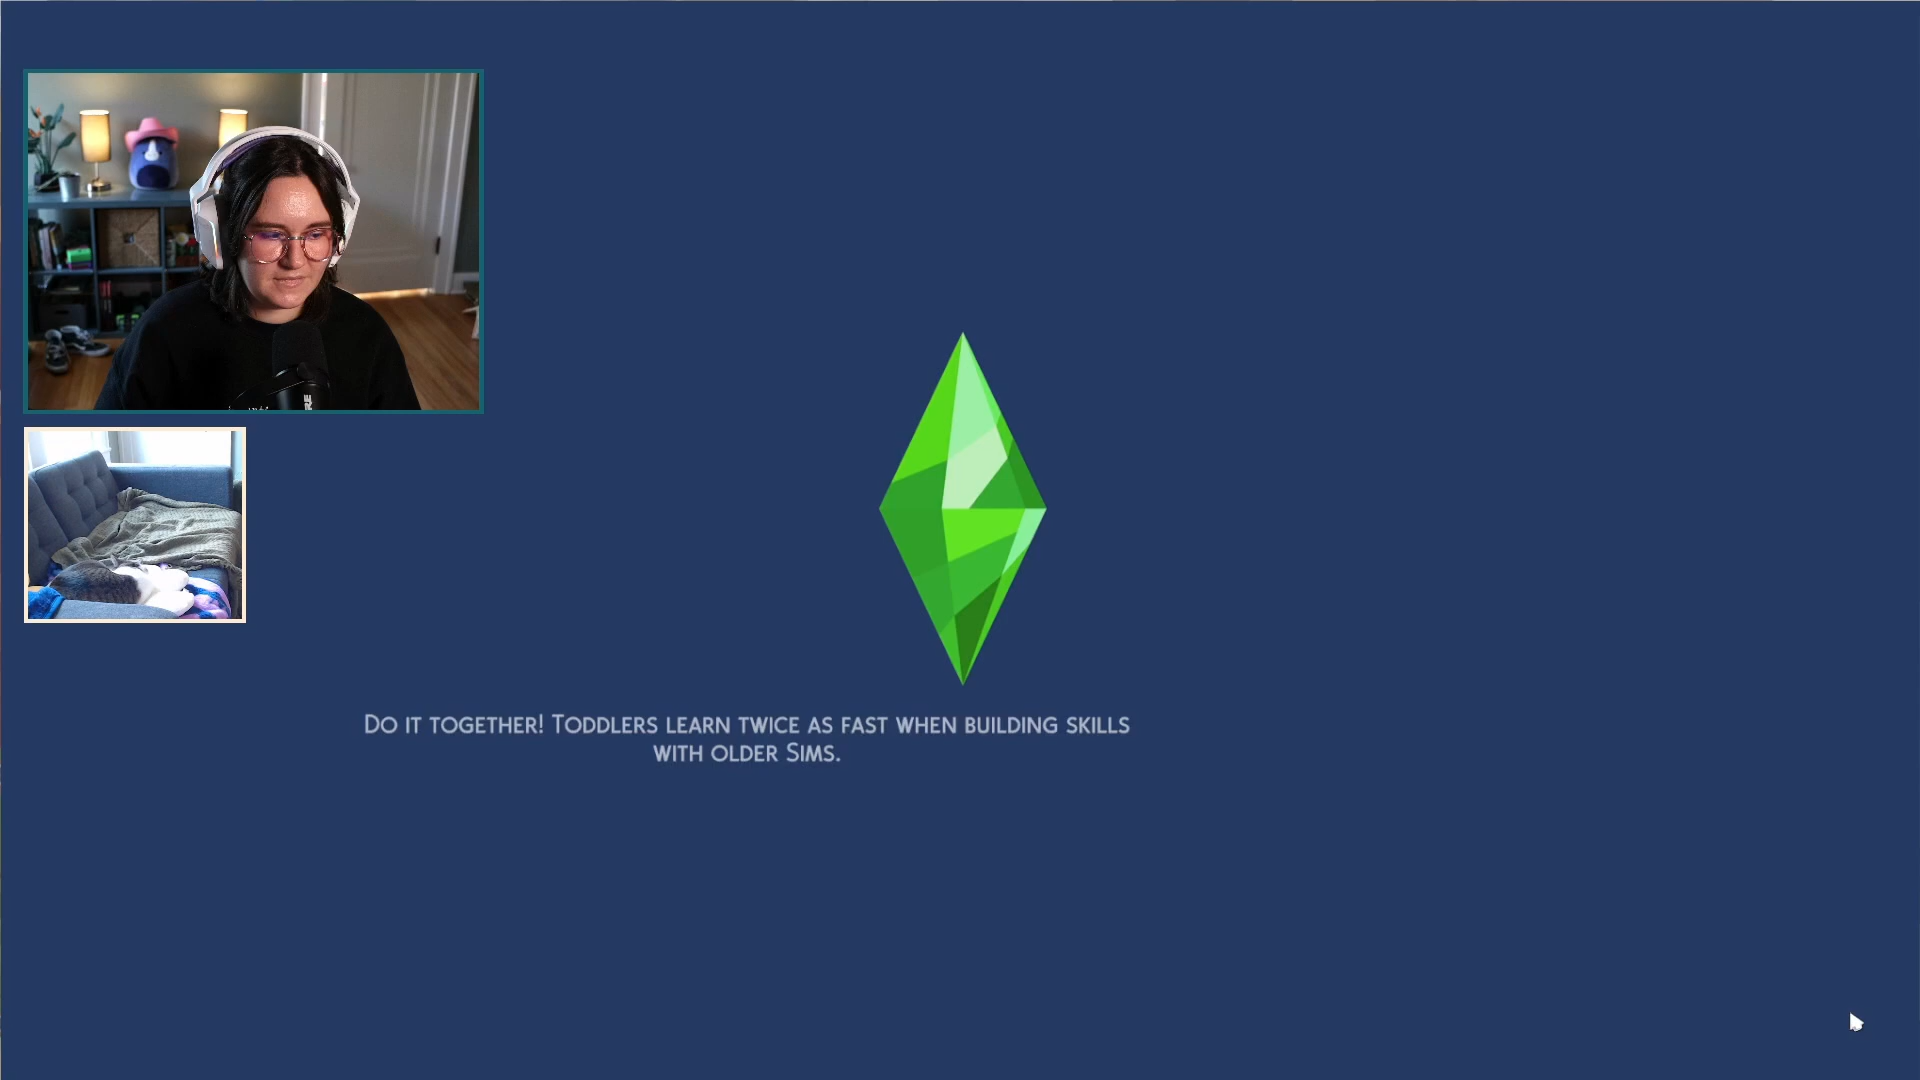 Do it together! Toddlers learn twice as fast when building skills
with older Sims.